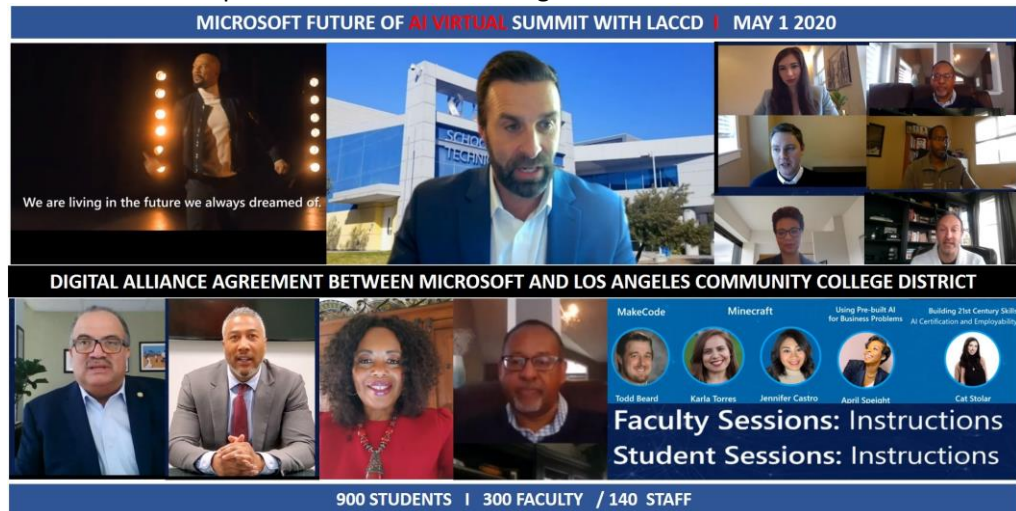 MICROSOFT FUTURE OF AI VIRTUAL SUMMIT WITH LACCD I MAY 1 2020
We are living in the future we always dreamed of.
SCHOO
TECHNI
DIGITAL ALLIANCE AGREEMENT BETWEEN MICROSOFT AND LOS ANGELES COMMUNITY COLLEGE DISTRICT
MakeCode
Minecraft
Using Pre-built AI
for Business Problems
Building 21st Century Skills
AI Certification and Employability
Todd Beard
Karla Torres
Jennifer Castro
April Speight
Cat Stolar
Faculty Sessions: Instructions
Student Sessions: Instructions
900 STUDENTS I 300 FACULTY / 140 STAFF